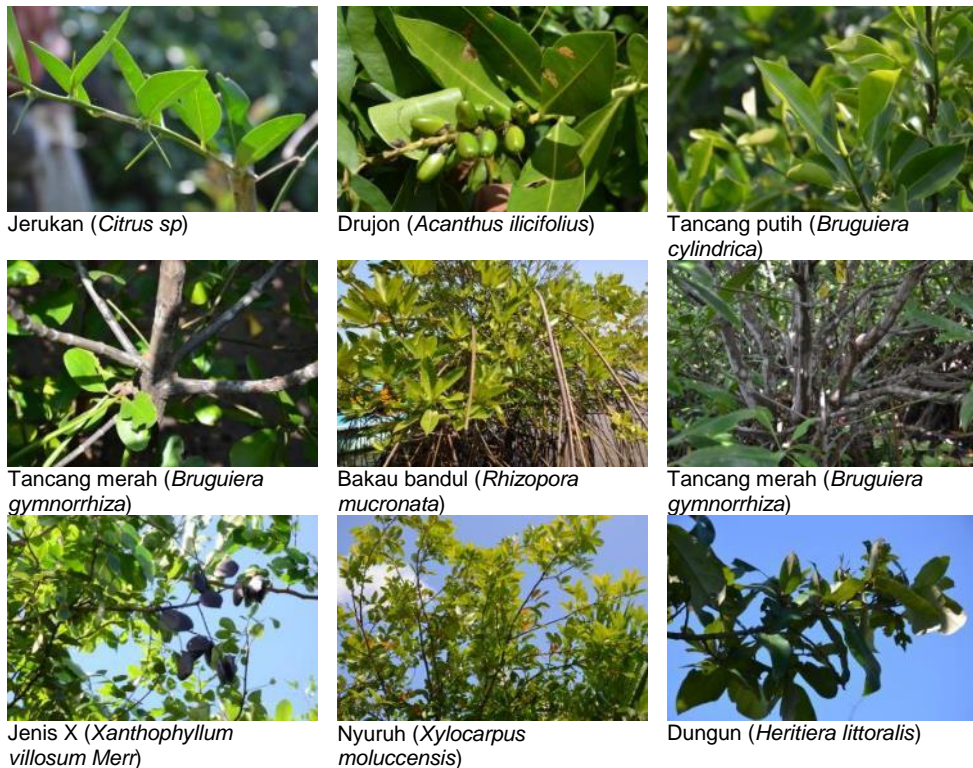 Jerukan (Citrus sp)
Drujon (Acanthus ilicifolius)
Tancang putih (Bruguiera
cylindrica)
Tancang merah (Bruguiera
gymnorrhiza)
Bakau bandul (Rhizopora
mucronata)
Tancang merah (Bruguiera
gymnorrhiza)
Jenis X (Xanthophyllum
villosum Merr)
Nyuruh (Xylocarpus
moluccensis)
Dungun (Heritiera littoralis)